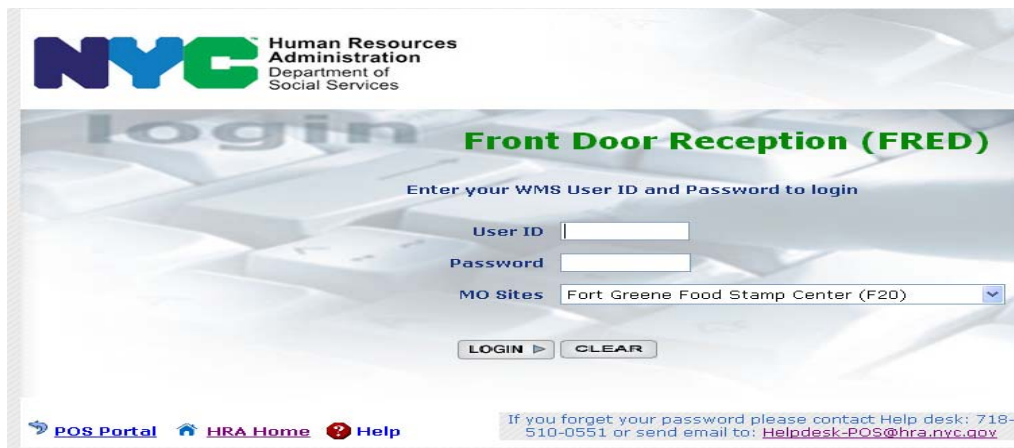 NYC
Human Resources
Administration
Department of
Social Services
login
Front Door Reception (FRED)
Enter your WMS User ID and Password to login
User ID
Password
MO Sites Fort Greene Food Stamp Center (F20)
LOGIN CLEAR
POS Portal HRA Home ? Help
If you forget your password please contact Help desk: 718-
510-0551 or send email to: Helpdesk-POS@hra.nyc.gov